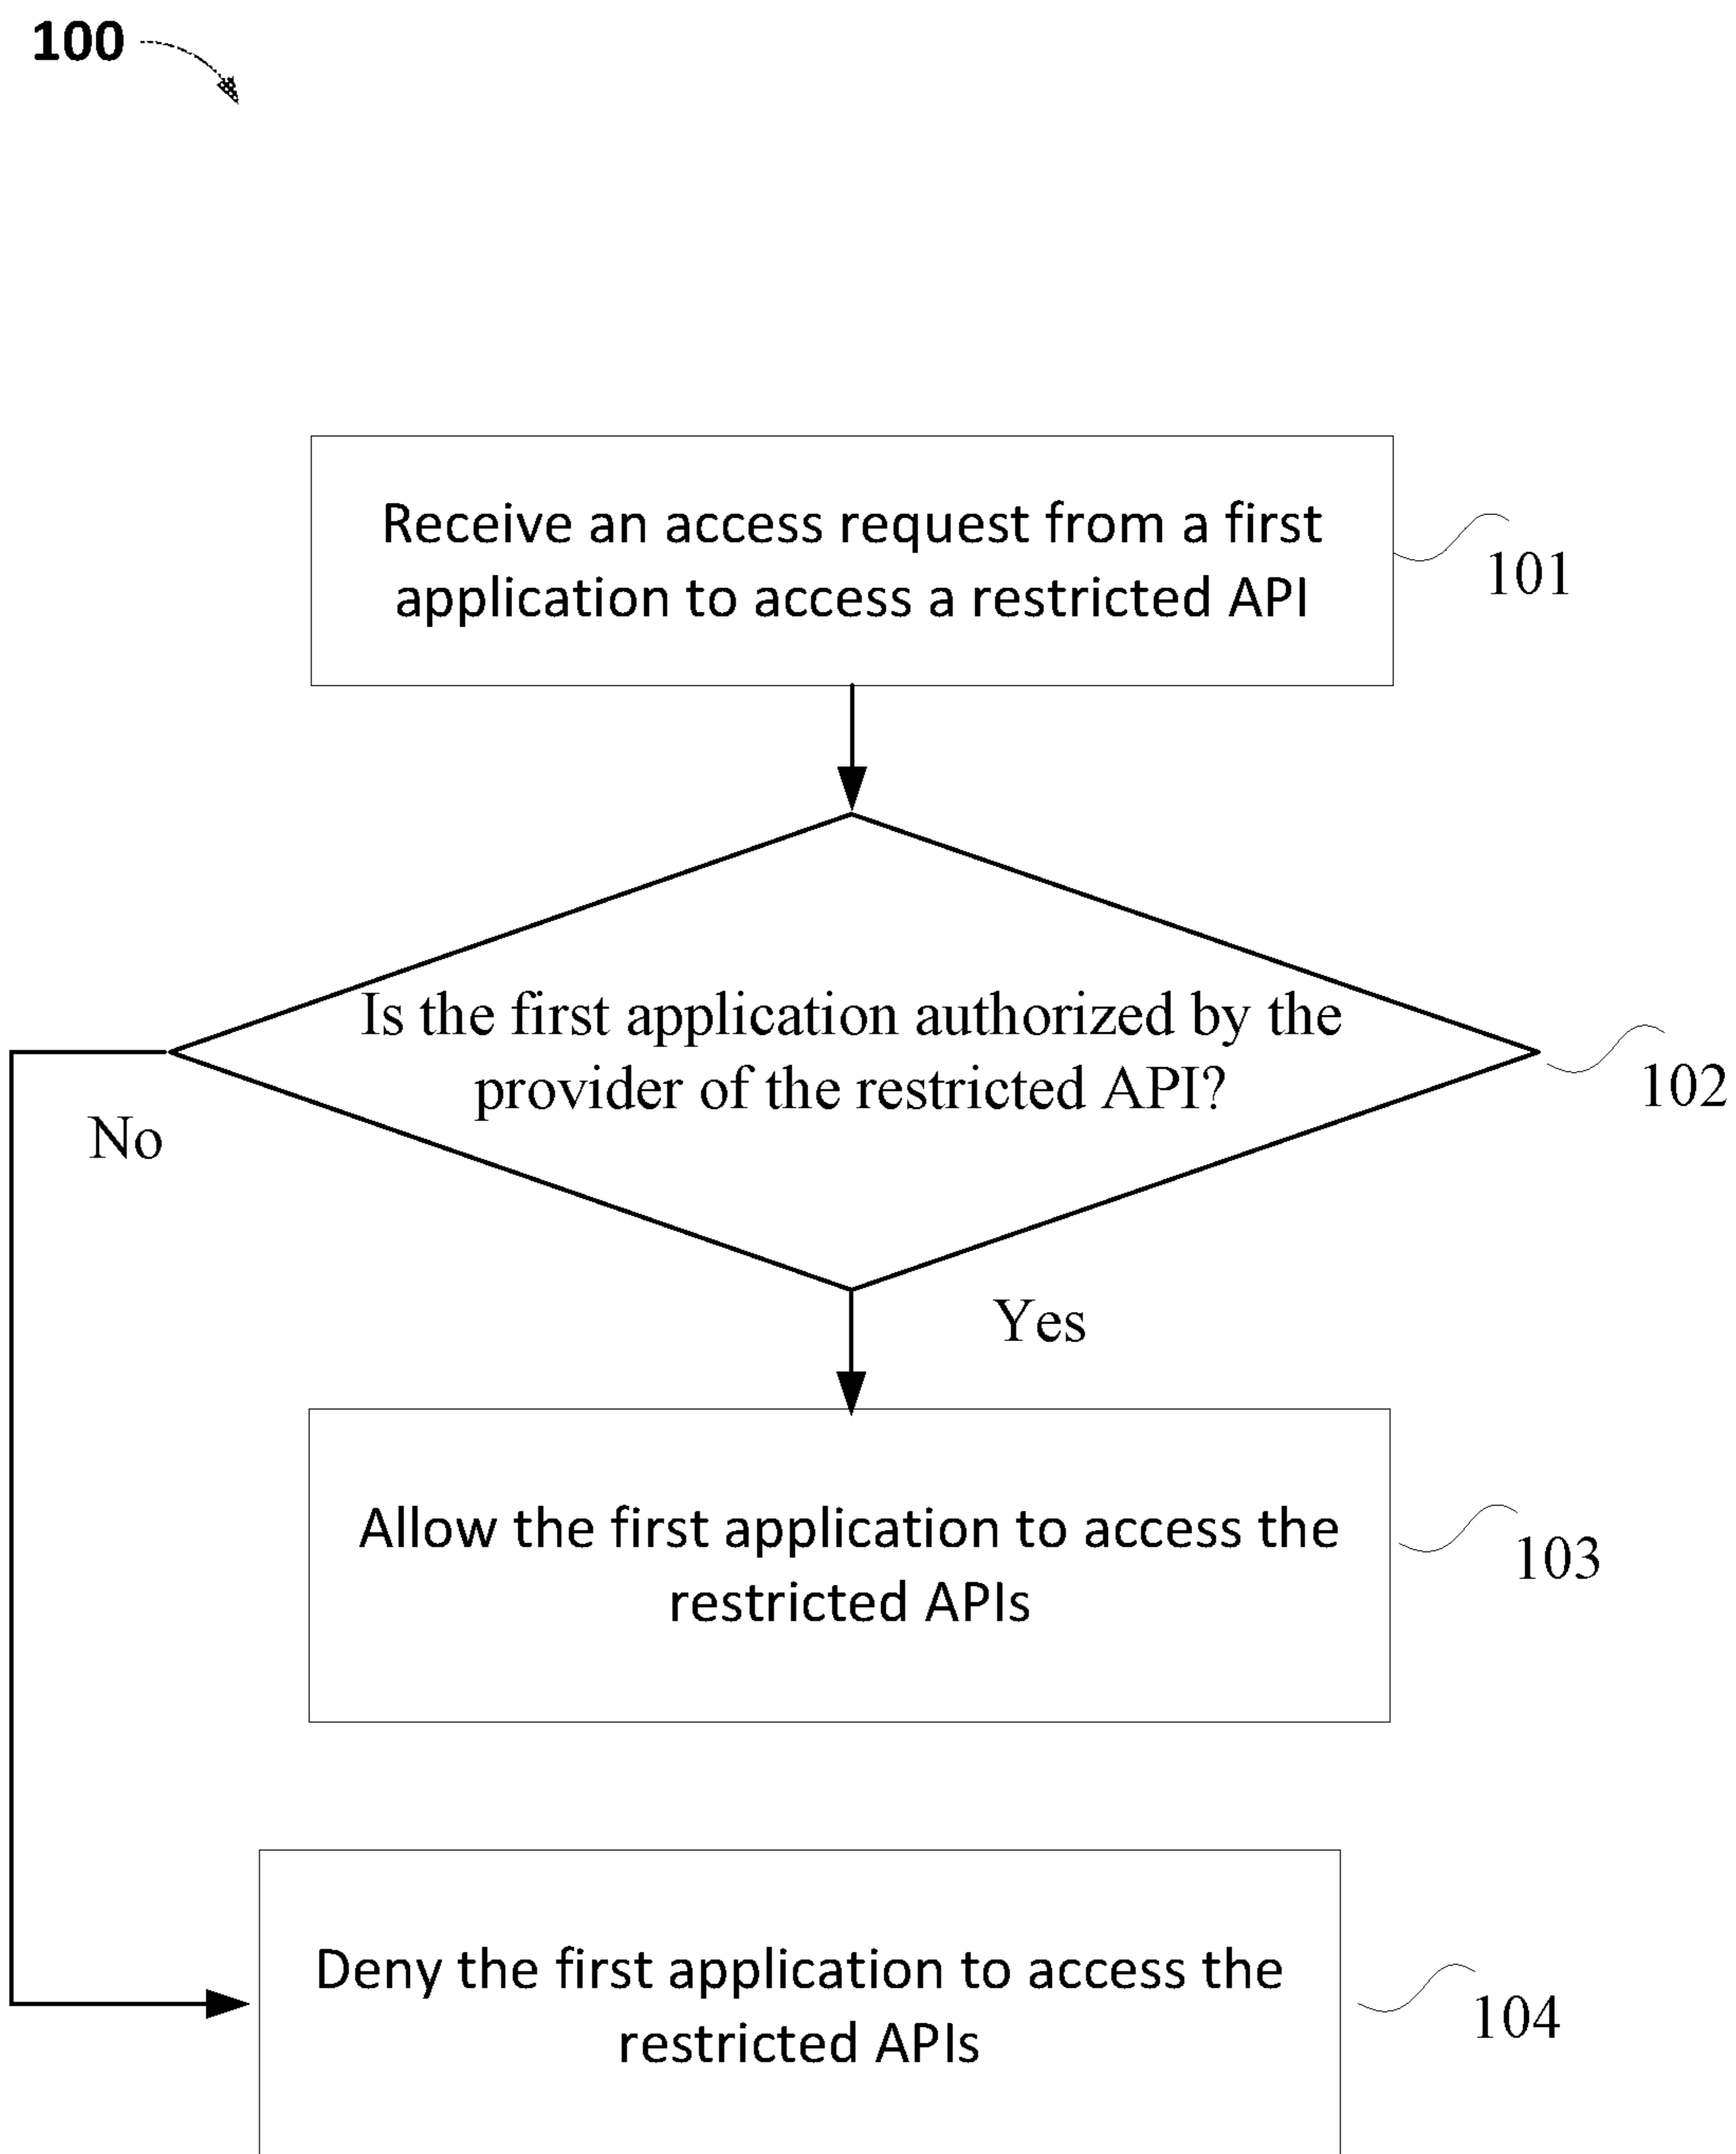 100
Receive an access request from a first
application to access a restricted API
101
Is the first application authorized by the
provider of the restricted API?
102
No
Yes
Allow the first application to access the
restricted APIs
103
Deny the first application to access the
restricted APIs
104